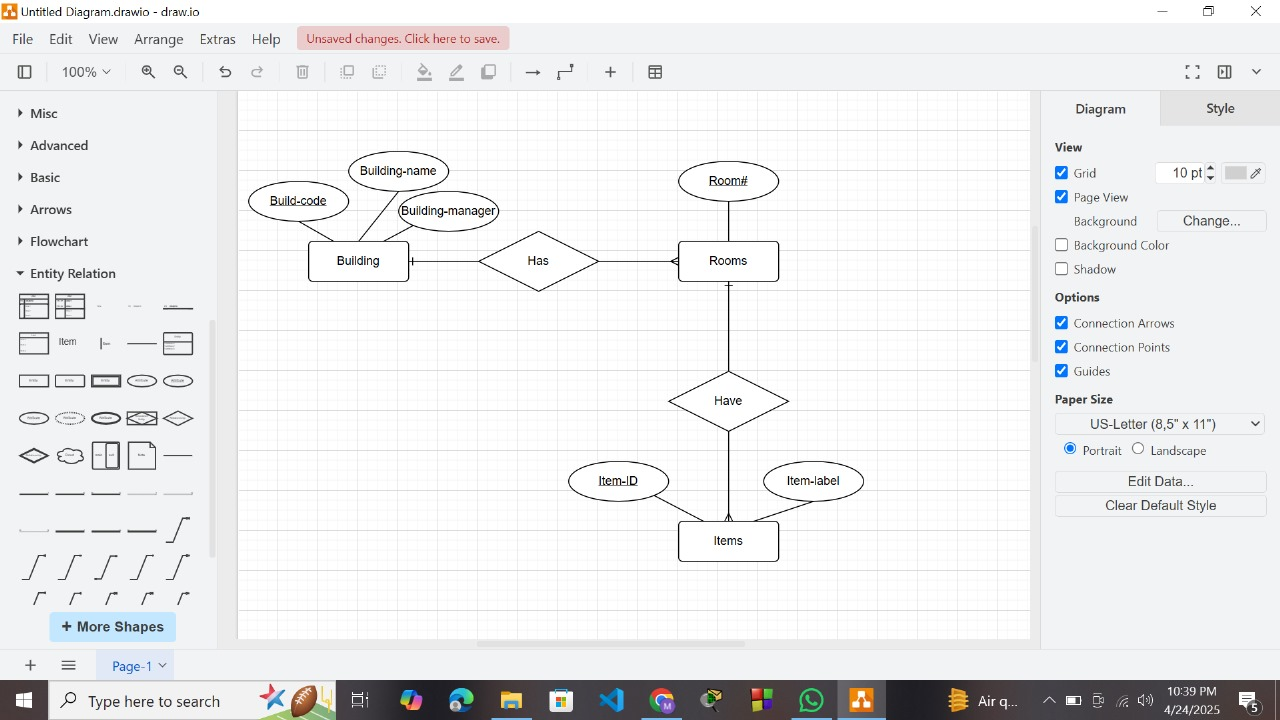 Untitled Diagram.drawio - draw.io
File Edit View Arrange Extras Help Unsaved changes. Click here to save.
100%
Misc
Advanced
Basic
Arrows
Flowchart
Entity Relation
Item
+ More Shapes
Building-name
Build-code
Building-manager
Building
Has
Room#
Rooms
Have
Item-ID
Item-label
Items
Diagram Style
View
Grid 10 pt
Page View
Background Change...
Background Color
Shadow
Options
Connection Arrows
Connection Points
Guides
Paper Size
US-Letter (8,5" x 11")
Portrait Landscape
Edit Data...
Clear Default Style
Page-1
Type here to search
Air q...
10:39 PM
4/24/2025
5